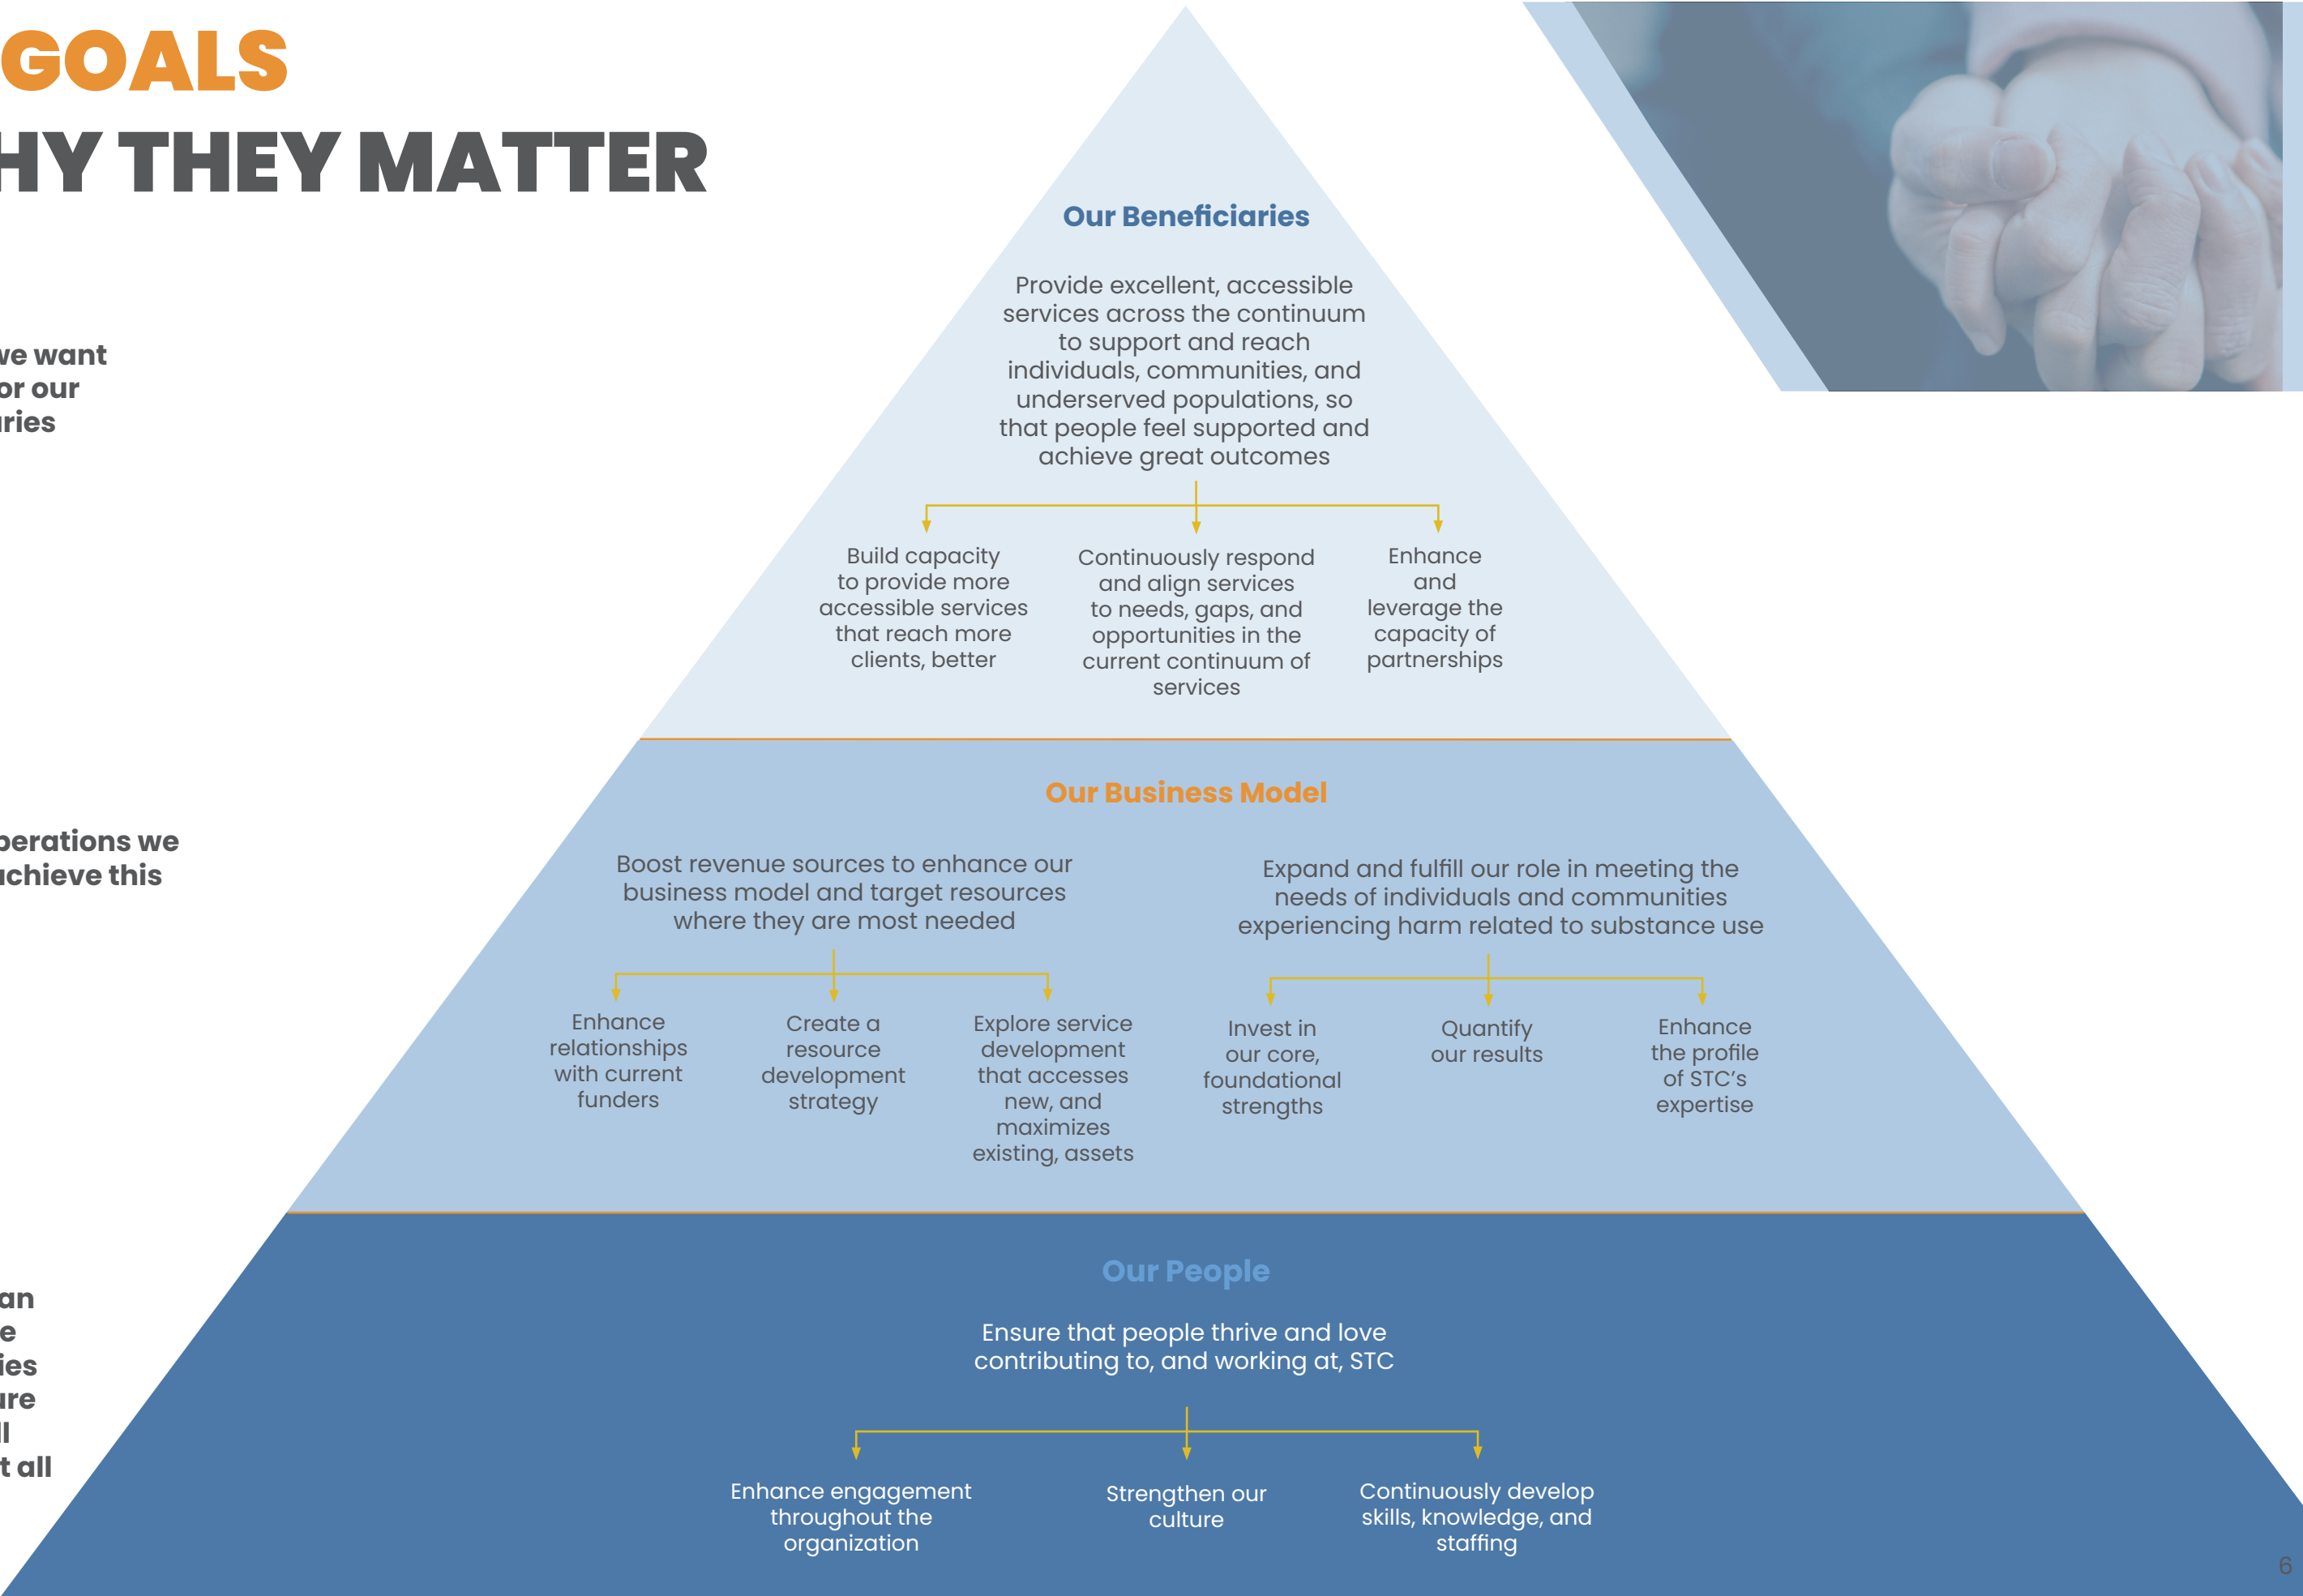 GOALS
HY THEY MATTER
we want
or our
ries
perations we
achieve this
an
e
ies
ure
ll
t all
Our Beneficiaries
Provide excellent, accessible
services across the continuum
to support and reach
individuals, communities, and
underserved populations, so
that people feel supported and
achieve great outcomes
Build capacity
to provide more
accessible services
that reach more
clients, better
Continuously respond
and align services
to needs, gaps, and
opportunities in the
current continuum of
services
Enhance
and
leverage the
capacity of
partnerships
Our Business Model
Boost revenue sources to enhance our
business model and target resources
where they are most needed
Enhance
relationships
with current
funders
Create a
resource
development
strategy
Explore service
development
that accesses
new, and
maximizes
existing, assets
Expand and fulfill our role in meeting the
needs of individuals and communities
experiencing harm related to substance use
Invest in
our core,
foundational
strengths
Quantify
our results
Enhance
the profile
of STC's
expertise
Our People
Ensure that people thrive and love
contributing to, and working at, STC
Enhance engagement
throughout the
organization
Strengthen our
culture
Continuously develop
skills, knowledge, and
staffing
6